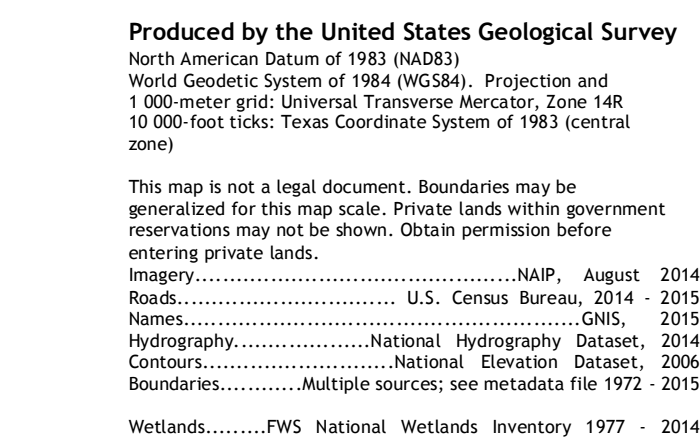 Produced by the United States Geological Survey
North American Datum of 1983 (NAD83)
World Geodetic System of 1984 (WGS84).  Projection and
1 000-meter grid: Universal Transverse Mercator, Zone 14R
10 000-foot ticks: Texas Coordinate System of 1983 (central
zone)
This map is not a legal document. Boundaries may be
generalized for this map scale. Private lands within government
reservations may not be shown. Obtain permission before
entering private lands.
Imagery.............................................NAIP, August 2014
Roads............................... U.S. Census Bureau, 2014 - 2015
Names........................................................GNIS, 2015
Hydrography....................National Hydrography Dataset, 2014
Contours...........................National Elevation Dataset, 2006
Boundaries............Multiple sources; see metadata file 1972 - 2015
Wetlands.........FWS National Wetlands Inventory 1977 - 2014